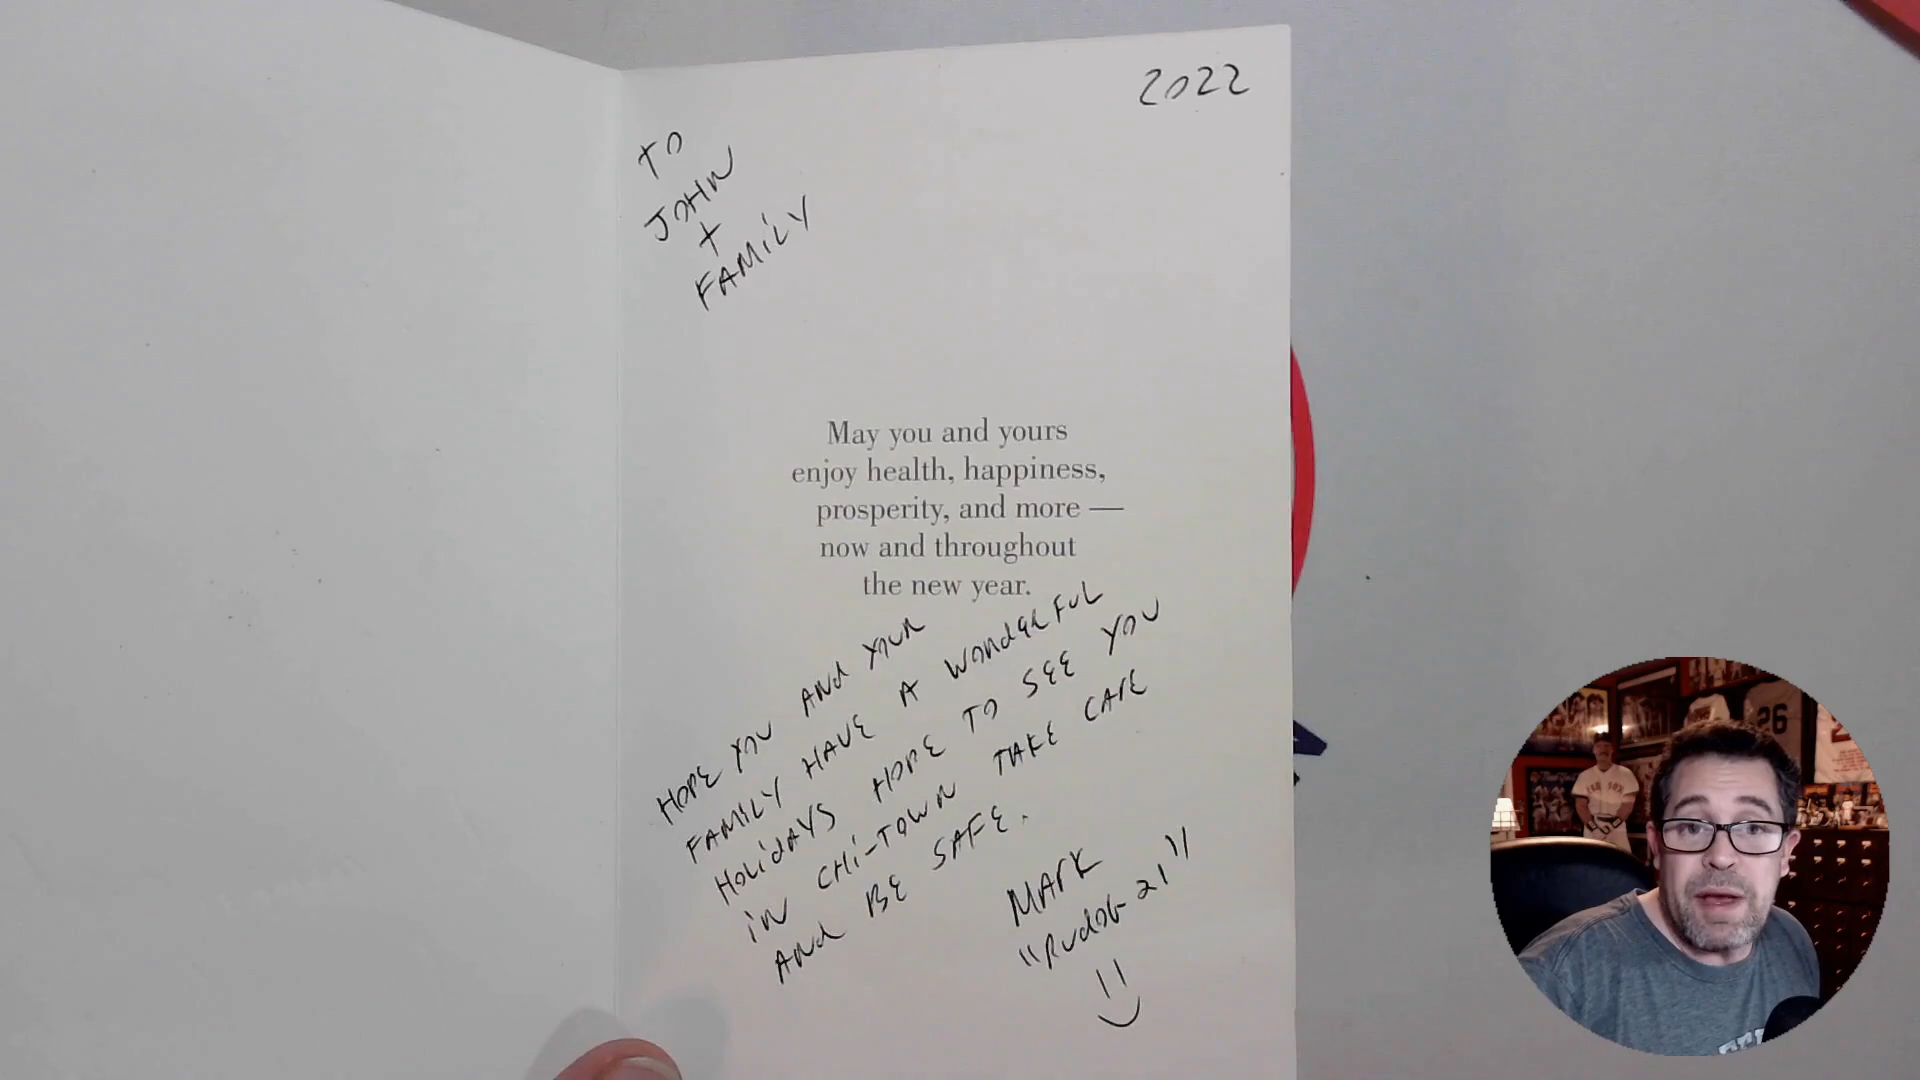 2022
TO
JOHN
+
FAMiLY
May you and yours
enjoy health, happiness,
prosperity, and more —
now and throughout
the new year.
HOPE YOU ANd YOUR
FAMILY HAVE A WONdERFUL
HOLidAYS HOPE TO SEE YOU
iN CHi-TOWN TAKE CARE
ANd BE SAFE.
MARK
"RudOG 21"
26